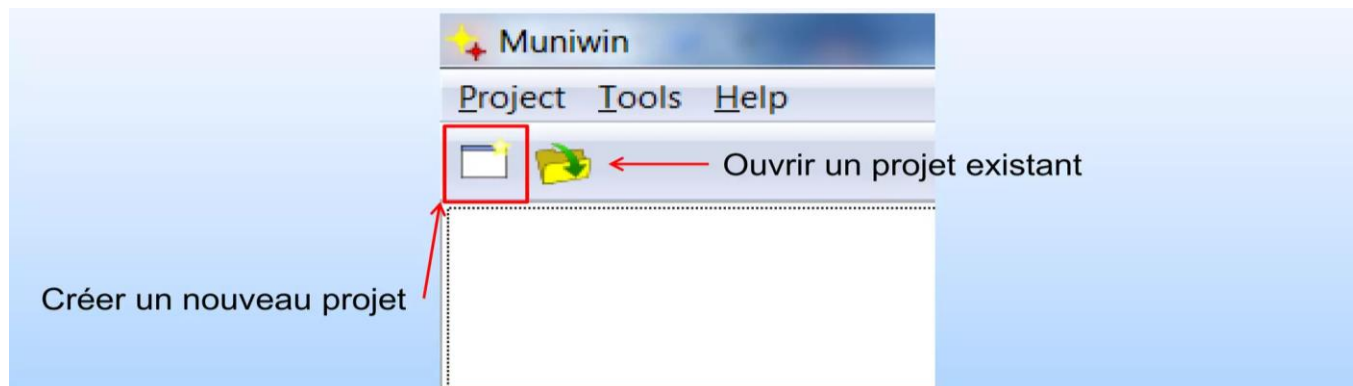 Muniwin
Project Tools Help
Ouvrir un projet existant
Créer un nouveau projet